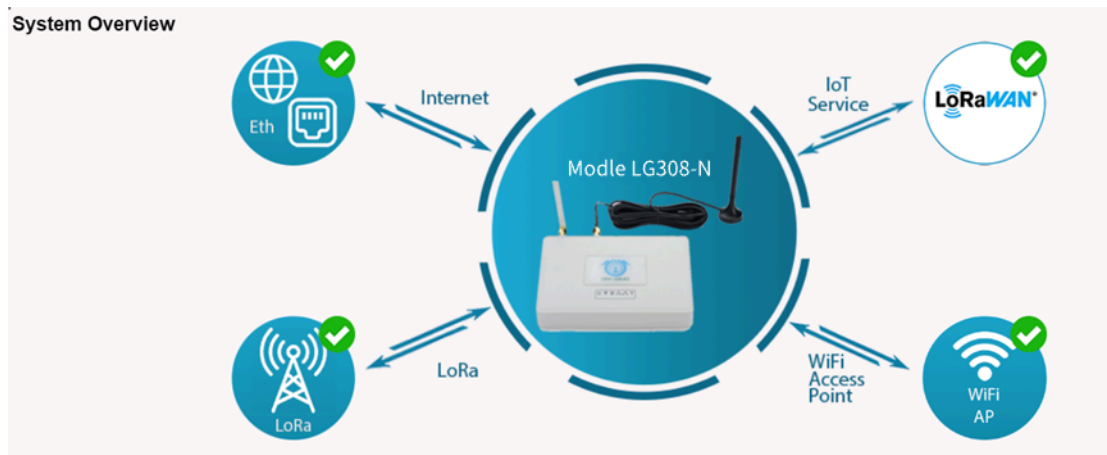 System Overview
Eth
Internet
IoT
Service
LoRaWAN®
Modle LG308-N
LoRa
LoRa
WiFi
Access
Point
WiFi
AP